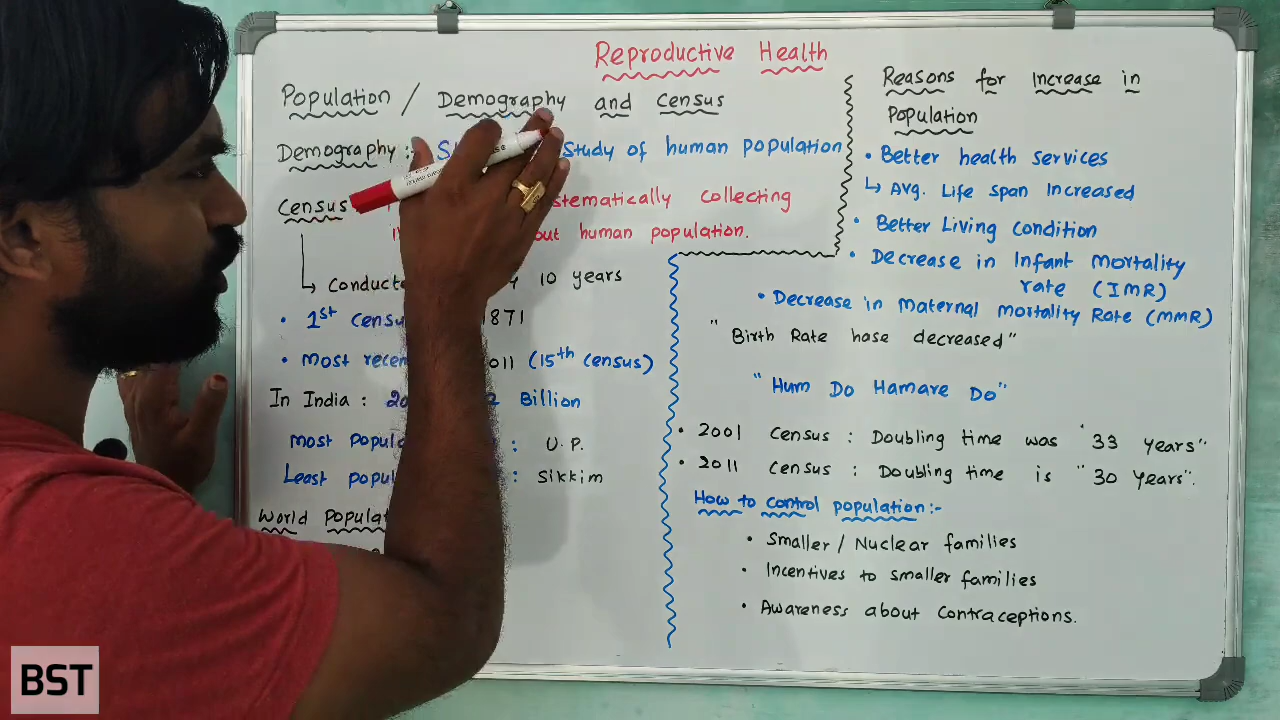 Reproductive Health
Population / Demography and Census
Demography : Study of human population
Census stematically collecting
out human population.
Conducte 10 years
• 1st Censu 1871
• Most recen 011 (15th census)
In India : 2 Billion
Most popul : U.P.
Least popul : Sikkim
World Populat
Reasons for Increase in
Population
• Better health services
↳ Avg. Life span Increased
• Better Living condition
• Decrease in Infant Mortality
rate (IMR)
• Decrease in Maternal Mortality Rate (MMR)
"Birth Rate hase decreased"
"Hum Do Hamare Do"
• 2001 Census : Doubling time was "33 years"
• 2011 Census : Doubling time is "30 years".
How to control population:-
• Smaller / Nuclear families
• Incentives to smaller families
• Awareness about Contraceptions.
BST